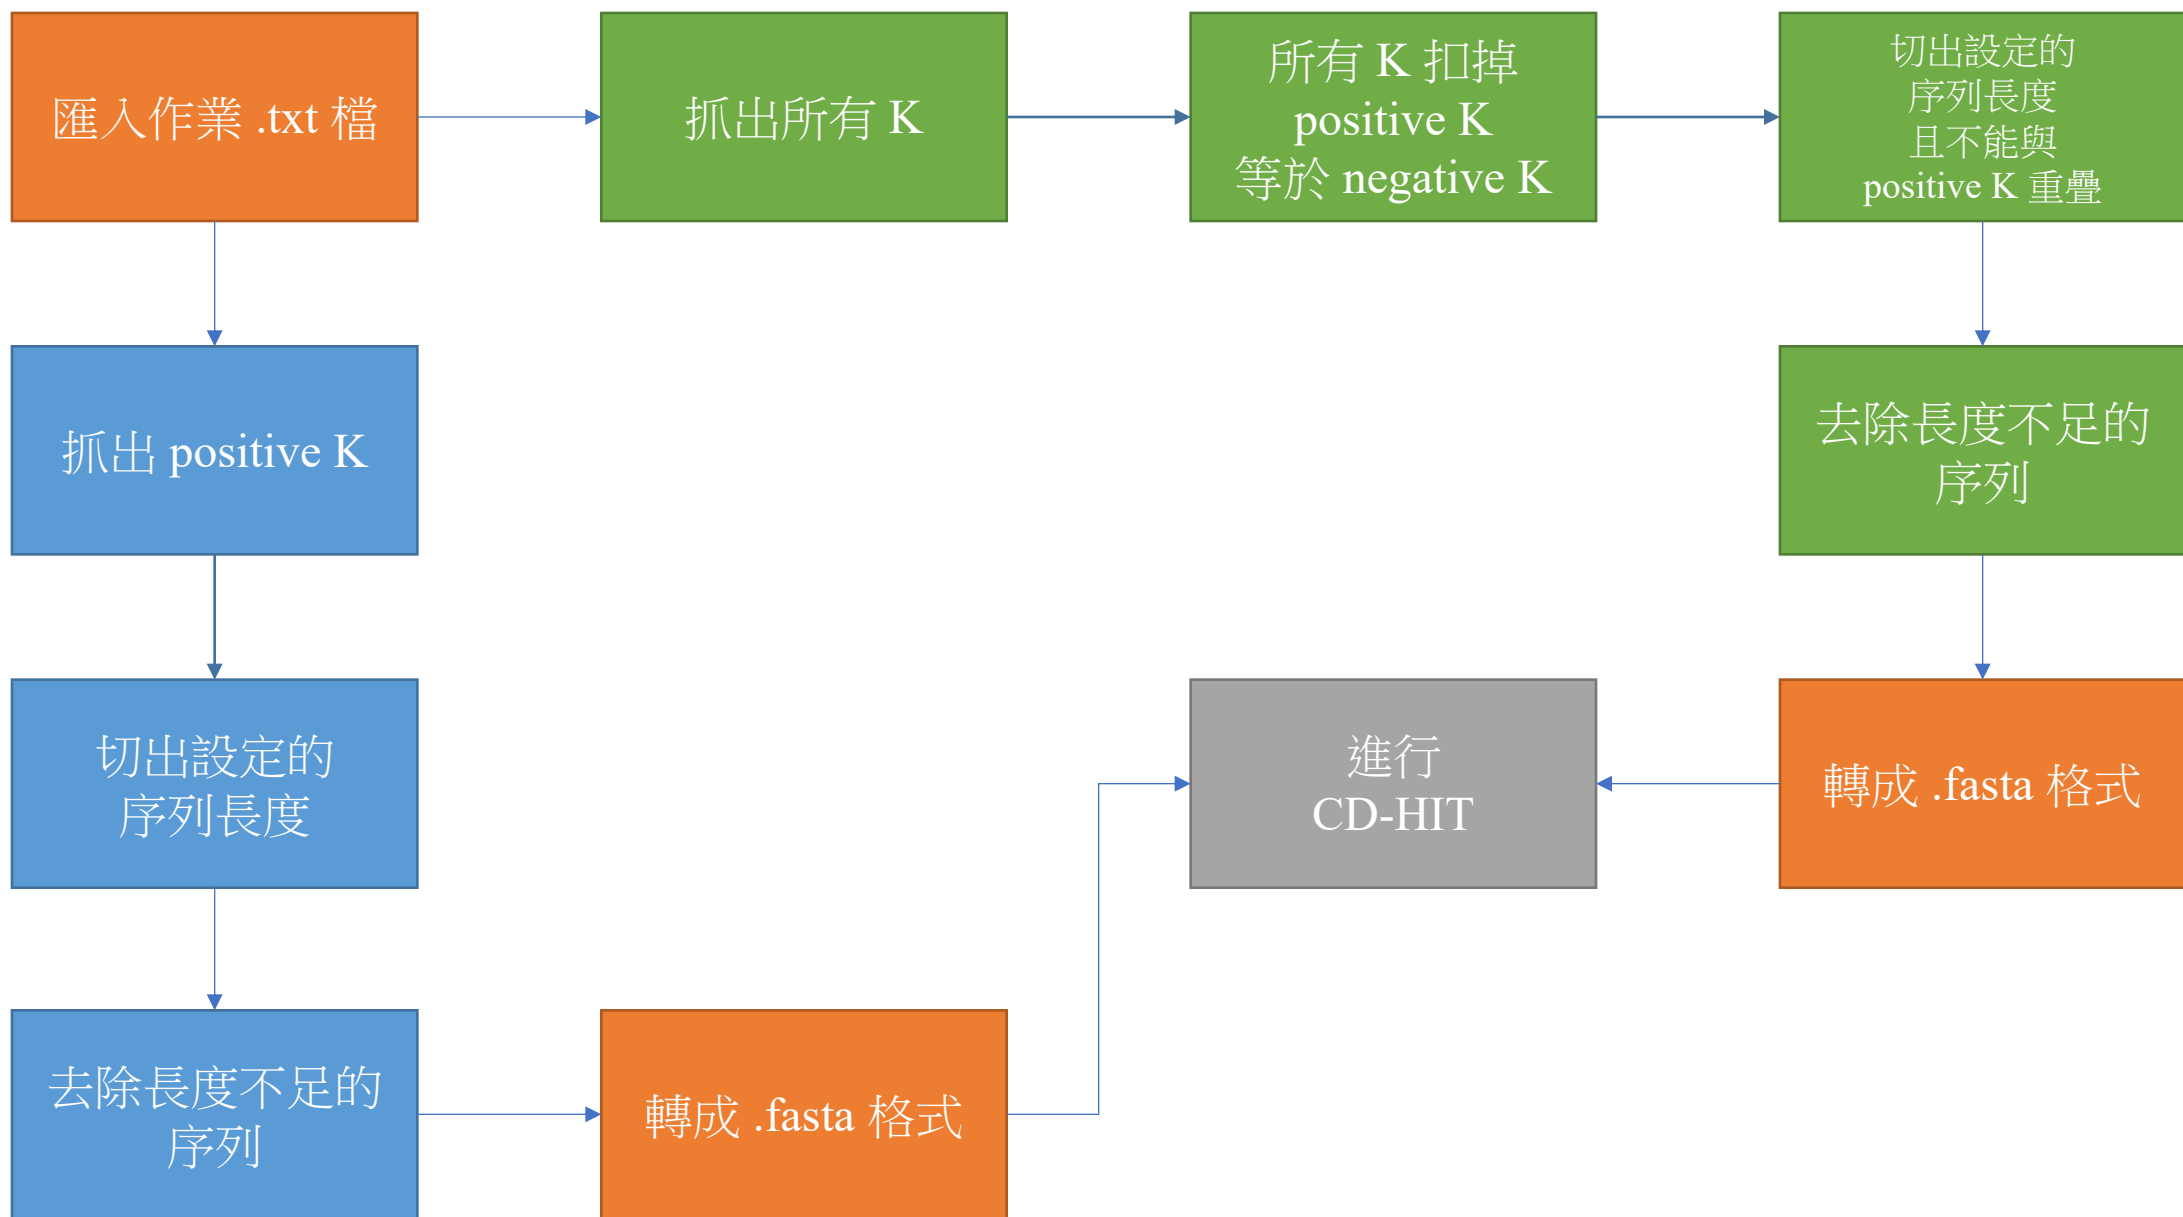 匯入作業 .txt 檔
抓出所有 K
所有 K 扣掉
positive K
等於 negative K
切出設定的
序列長度
且不能與
positive K 重疊
抓出 positive K
去除長度不足的
序列
切出設定的
序列長度
進行
CD-HIT
轉成 .fasta 格式
去除長度不足的
序列
轉成 .fasta 格式